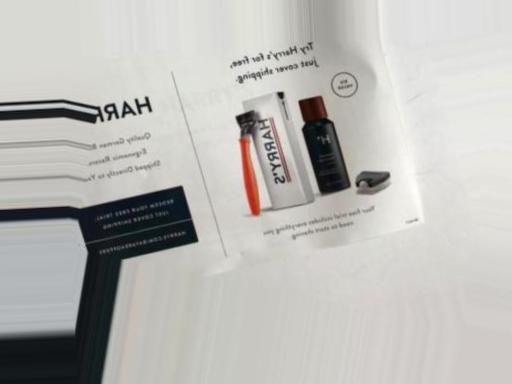 HARR
Quality German
Ergonomic Razors.
Shipped Directly to
REDEEM YOUR FREE TRIAL.
JUST COVER SHIPPING
Try Harry's for free,
just cover shipping.
HARRY'S
H'
Your free trial includes everything you
need to start shaving